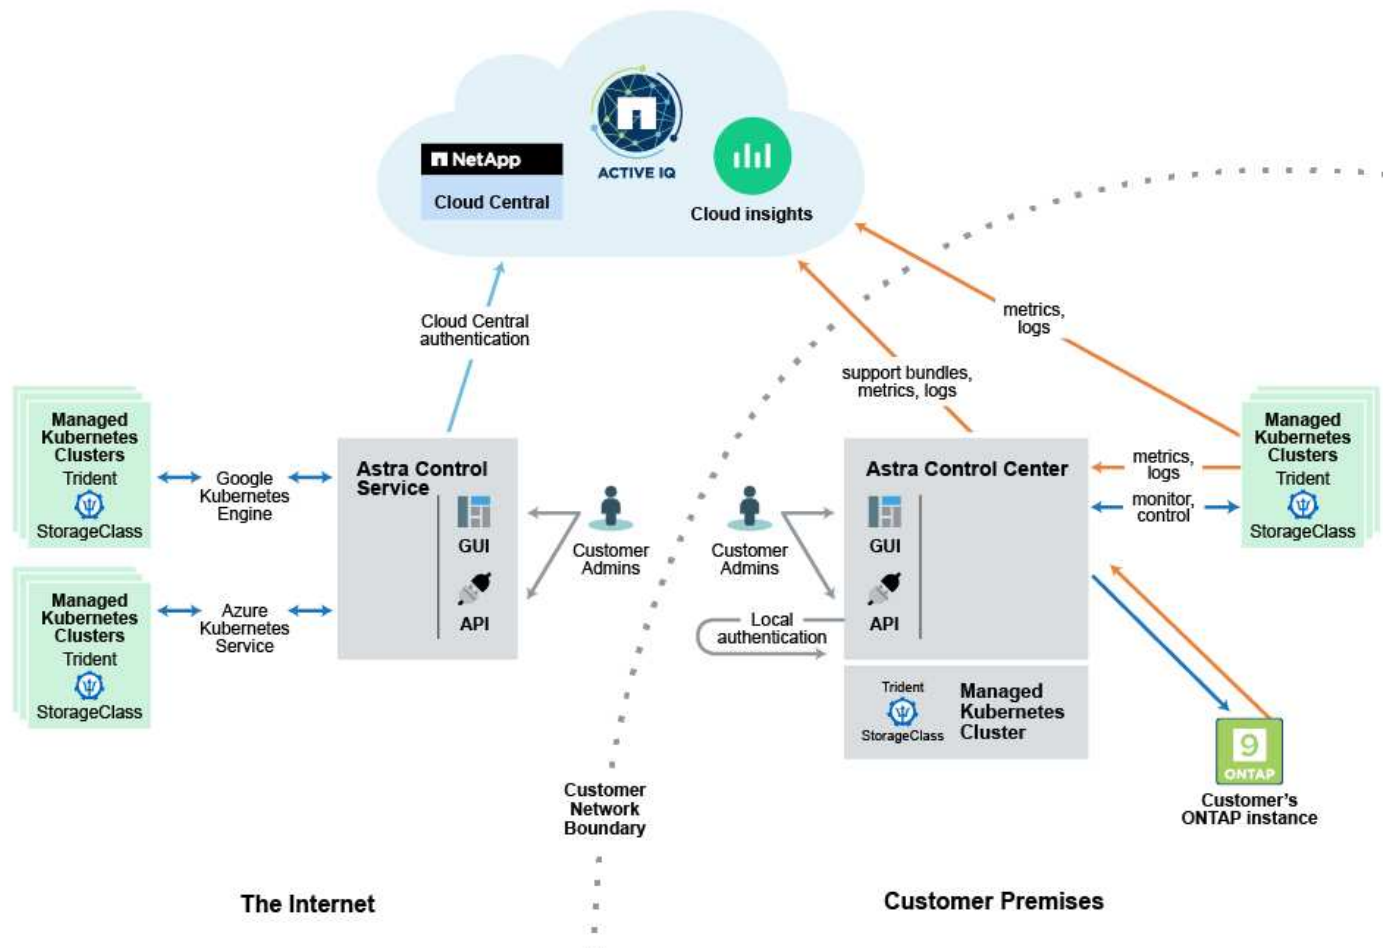 NetApp
Cloud Central
ACTIVE IQ
Cloud insights
Cloud Central
authentication
metrics,
logs
support bundles,
metrics, logs
Managed
Kubernetes
Clusters
Trident
StorageClass
Google
Kubernetes
Engine
Managed
Kubernetes
Clusters
Trident
StorageClass
Azure
Kubernetes
Service
Astra Control
Service
GUI
API
Customer
Admins
Customer
Admins
Local
authentication
Astra Control Center
GUI
API
Trident
StorageClass
Managed
Kubernetes
Cluster
metrics,
logs
monitor,
control
Managed
Kubernetes
Clusters
Trident
StorageClass
9
ONTAP
Customer's
ONTAP instance
Customer
Network
Boundary
The Internet
Customer Premises